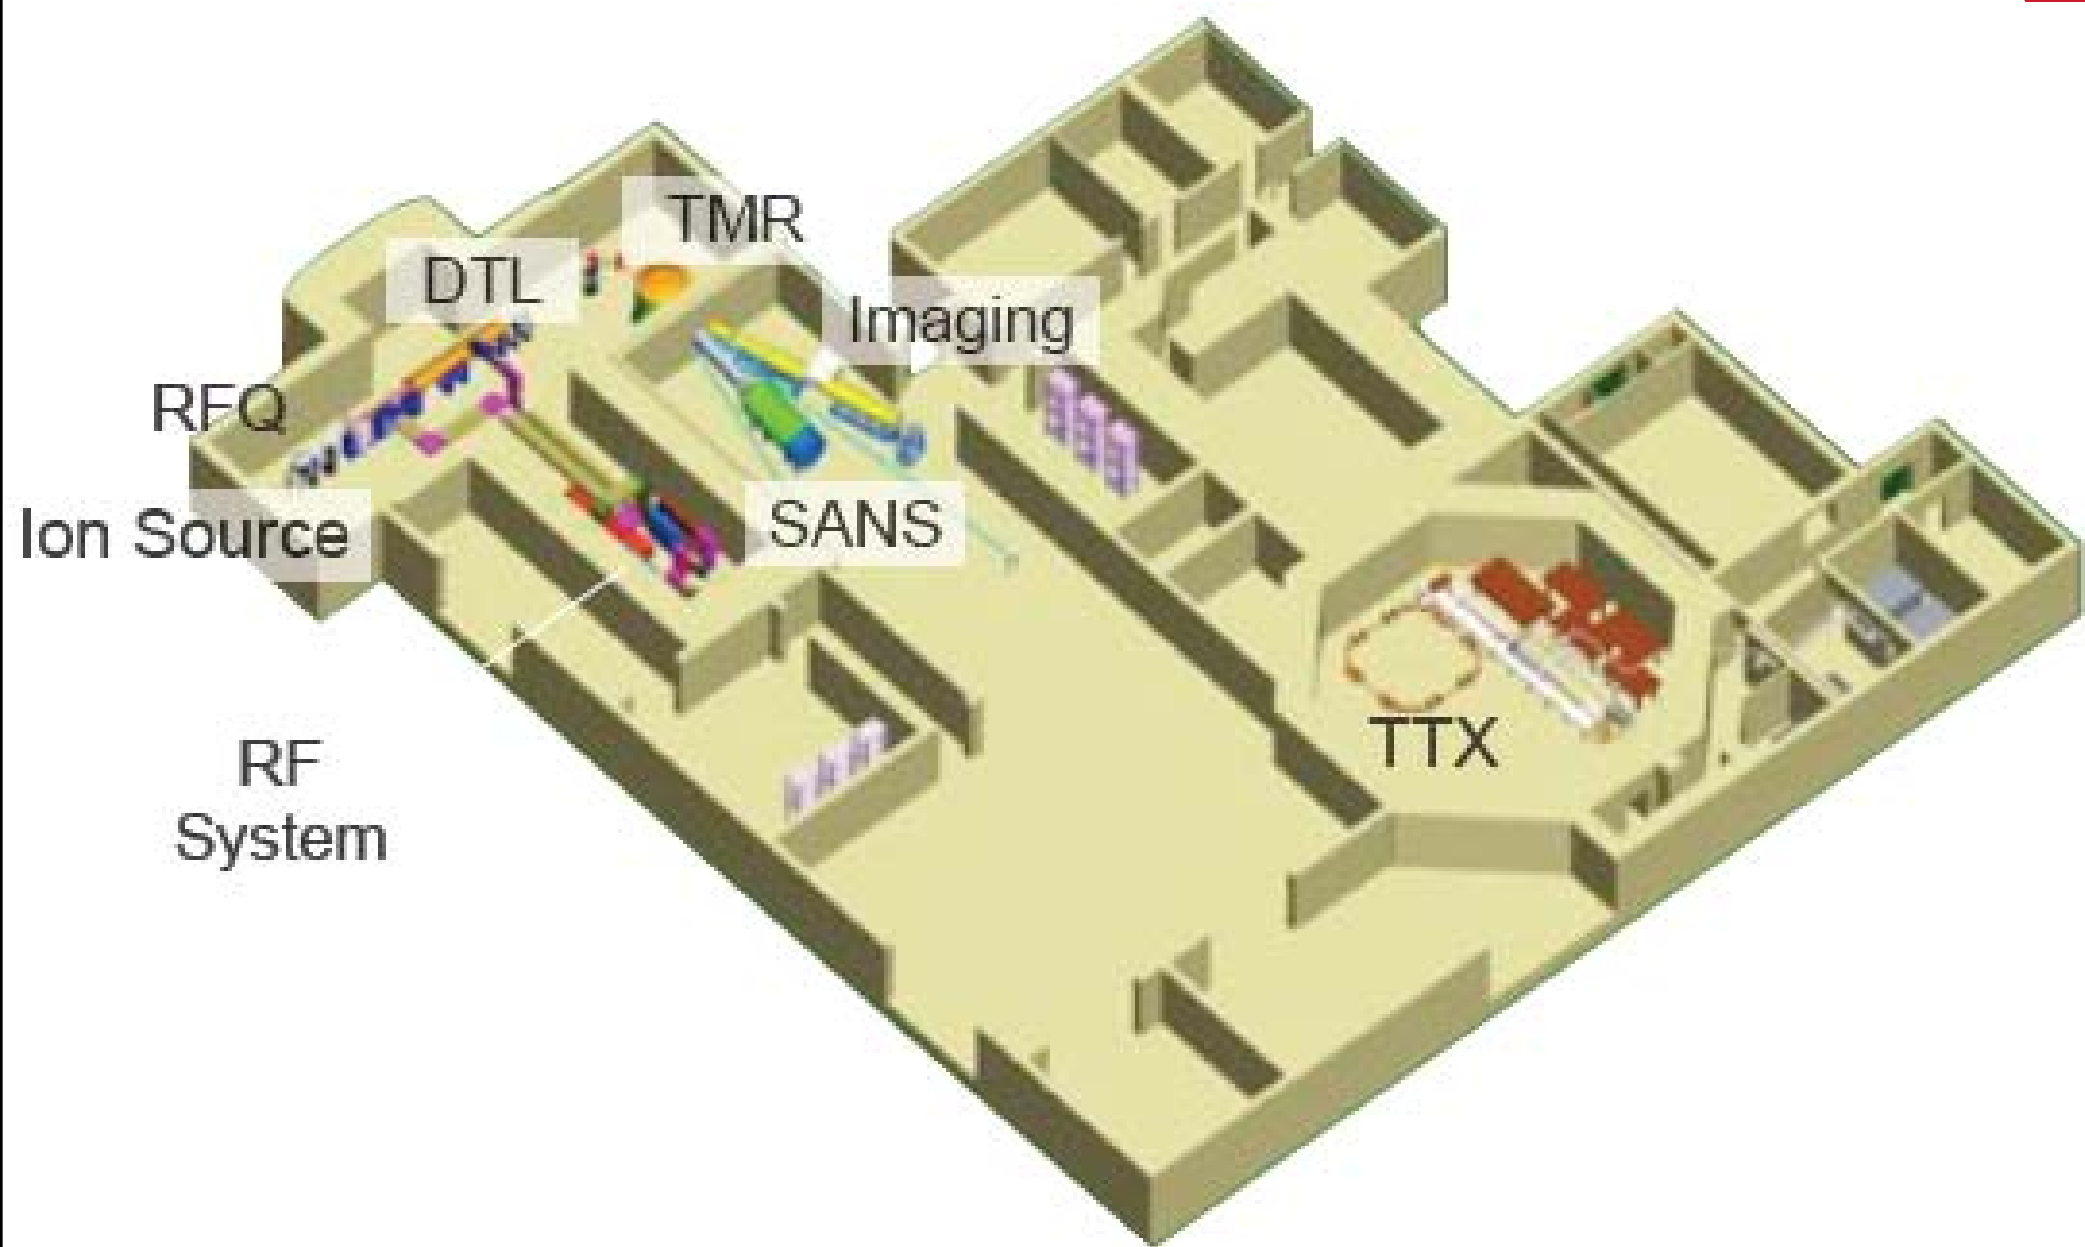 TMR
DTL
Imaging
RFQ
SANS
Ion Source
TTX
RF
System